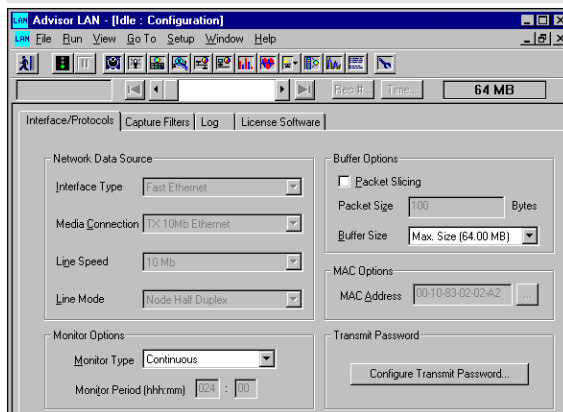 LAN Advisor LAN - [Idle : Configuration]
LAN File Run View Go To Setup Window Help
Rec #... Time... 64 MB
Interface/Protocols Capture Filters Log License Software
Network Data Source
Interface Type Fast Ethernet
Media Connection TX 10Mb Ethernet
Line Speed 10 Mb
Line Mode Node Half Duplex
Monitor Options
Monitor Type Continuous
Monitor Period (hhh:mm) 024 : 00
Buffer Options
Packet Slicing
Packet Size 100 Bytes
Buffer Size Max. Size (64.00 MB)
MAC Options
MAC Address 00-10-83-02-02-A2 ...
Transmit Password
Configure Transmit Password...